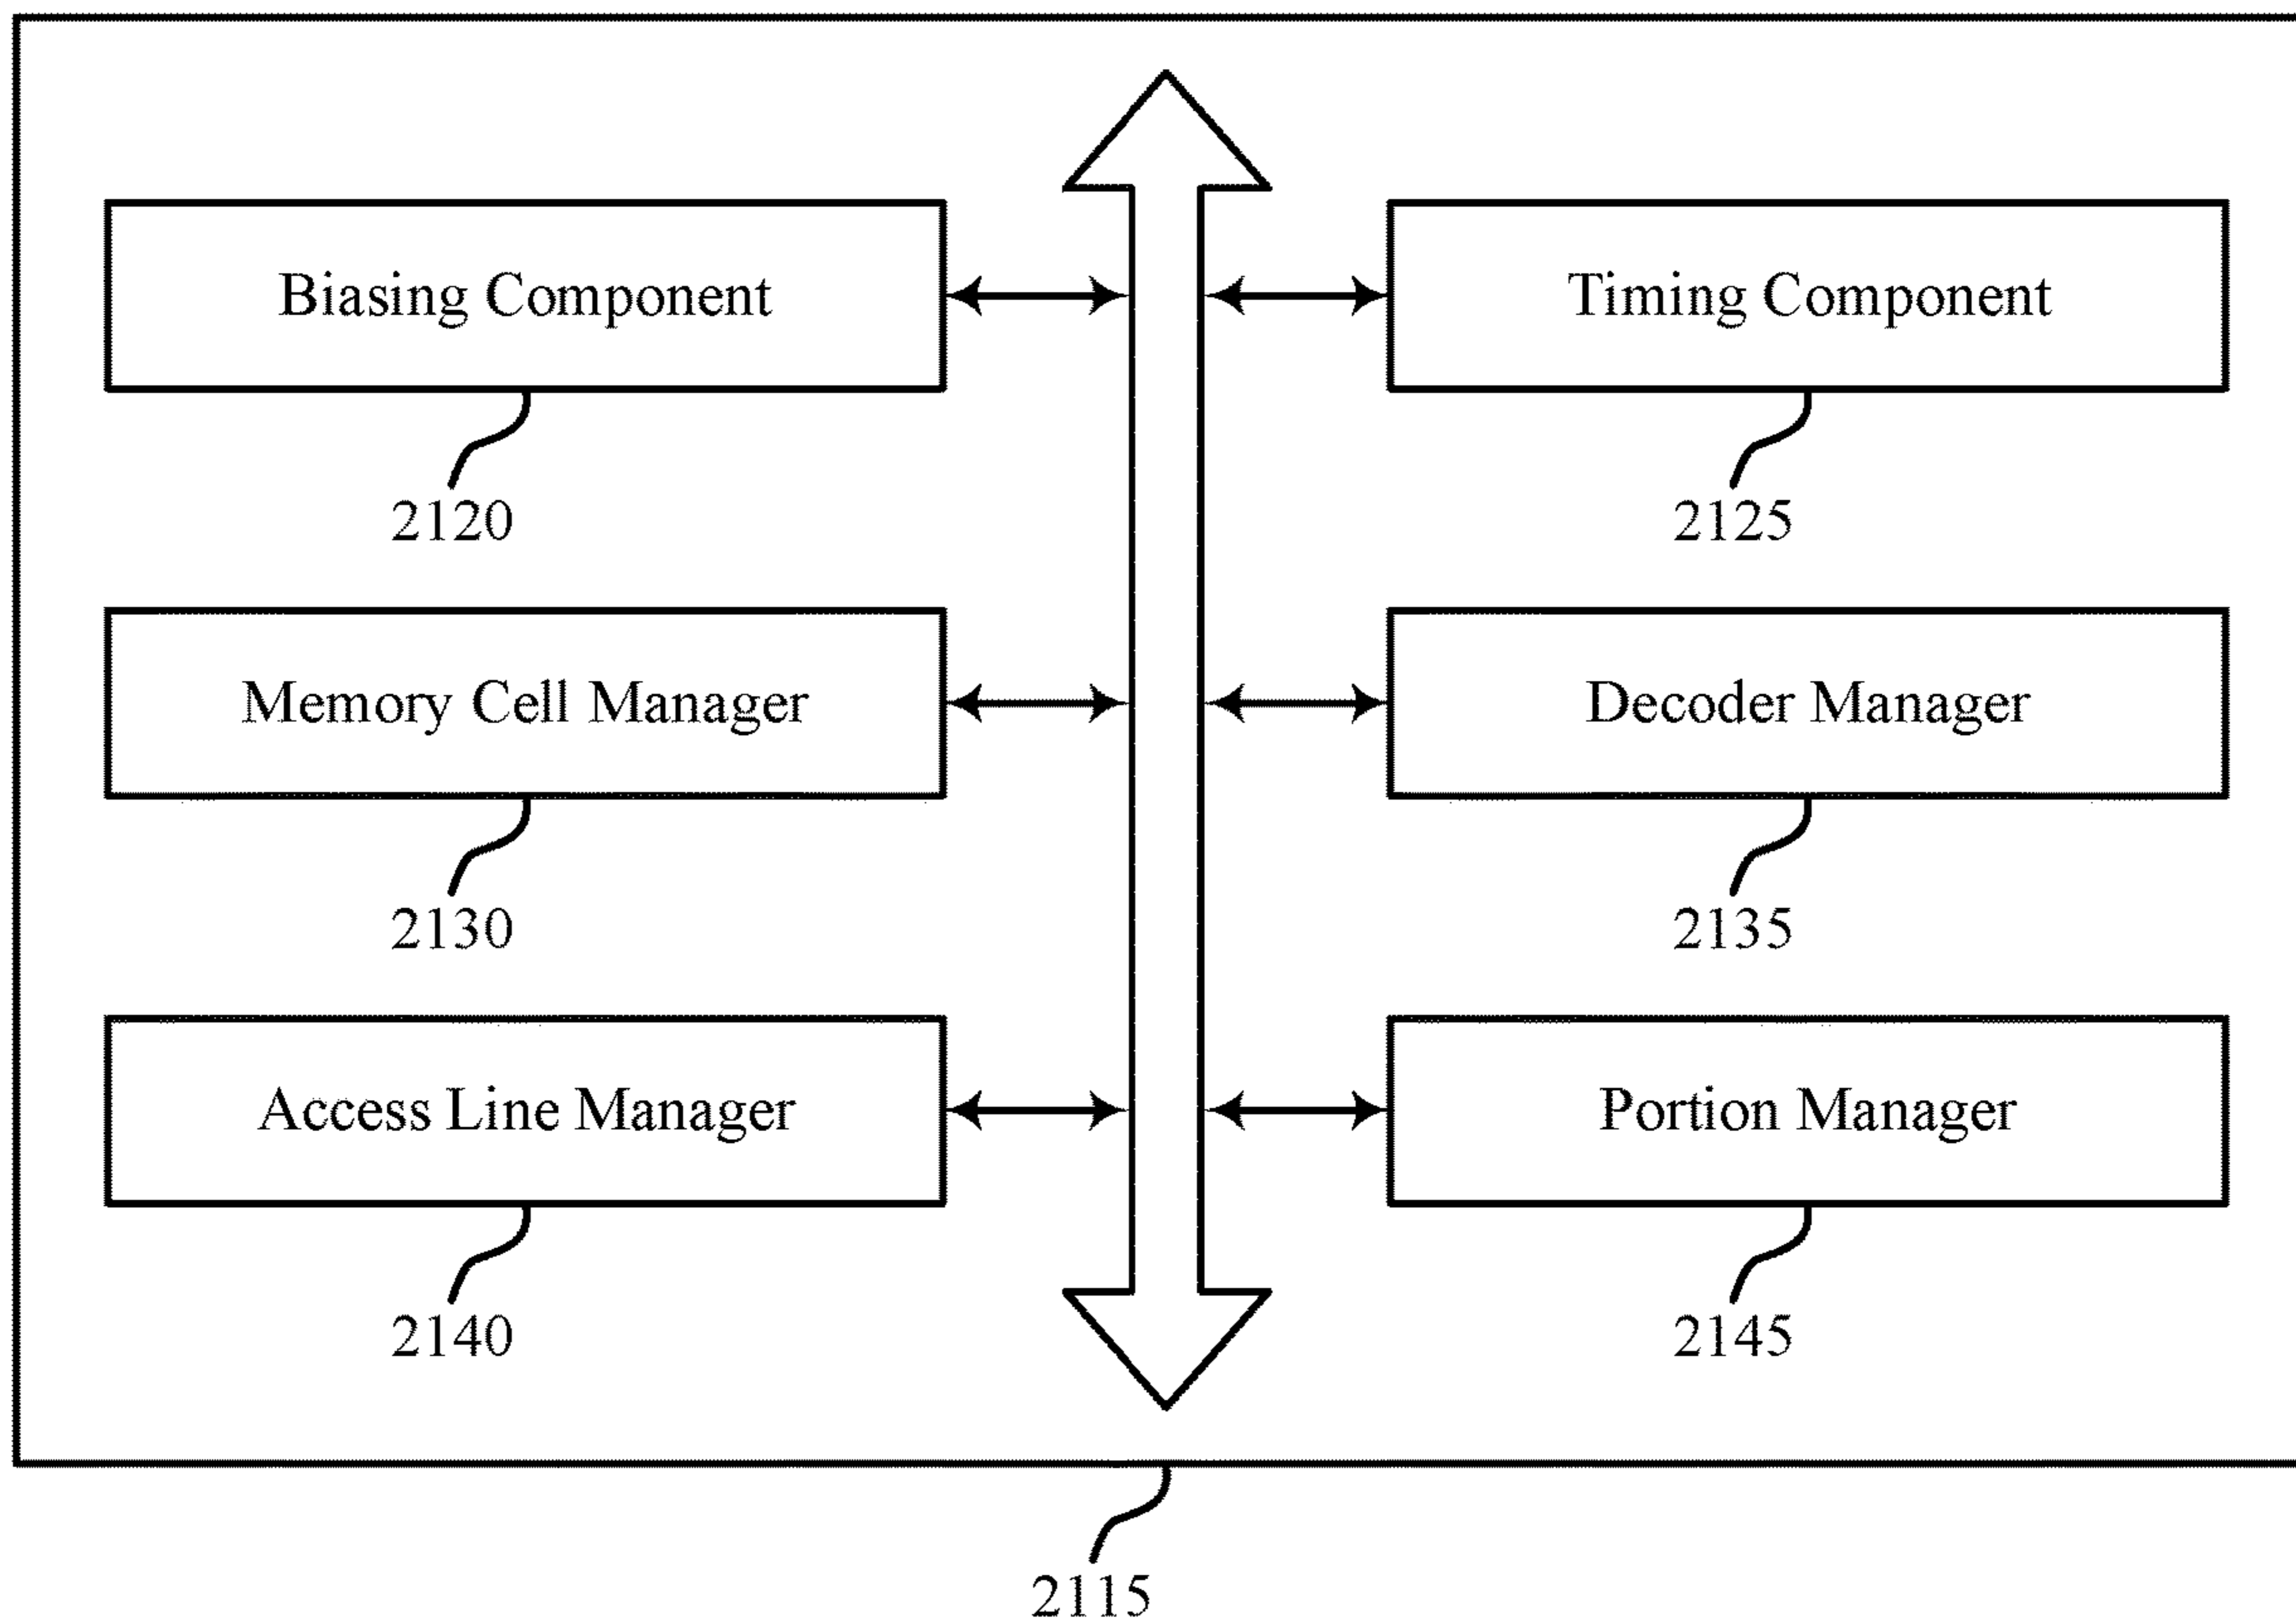 Biasing Component
Timing Component
2120
2125
Memory Cell Manager
Decoder Manager
2130
2135
Access Line Manager
Portion Manager
2140
2145
2115